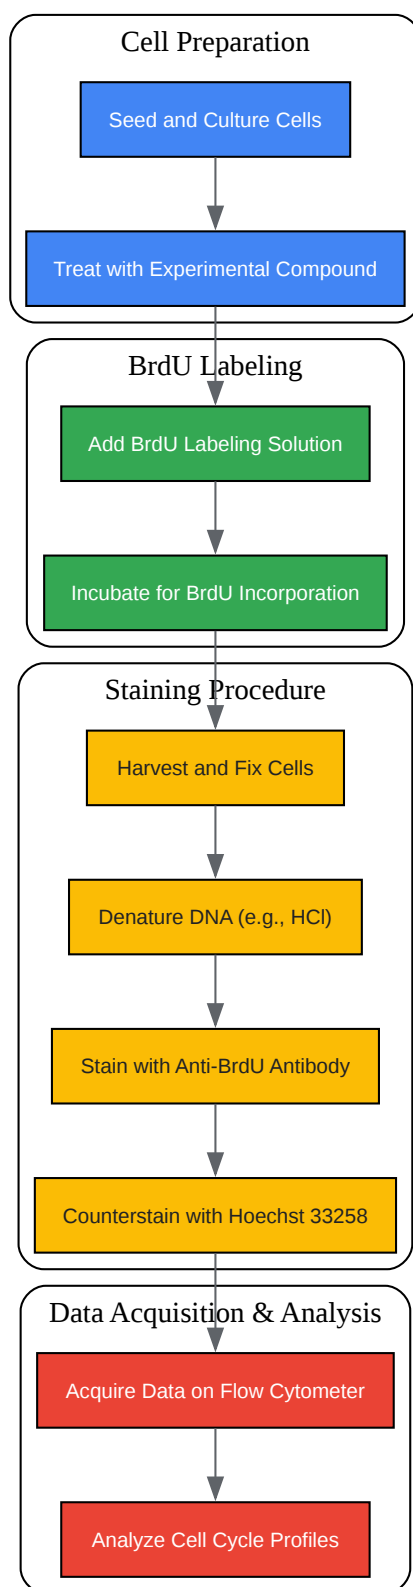 Cell Preparation
Seed and Culture Cells
Treat with Experimental Compound
BrdU Labeling
Add BrdU Labeling Solution
Incubate for BrdU Incorporation
Staining Procedure
Harvest and Fix Cells
Denature DNA (e.g., HCl)
Stain with Anti-BrdU Antibody
Counterstain with Hoechst 33258
Data Acquisition & Analysis
Acquire Data on Flow Cytometer
Analyze Cell Cycle Profiles